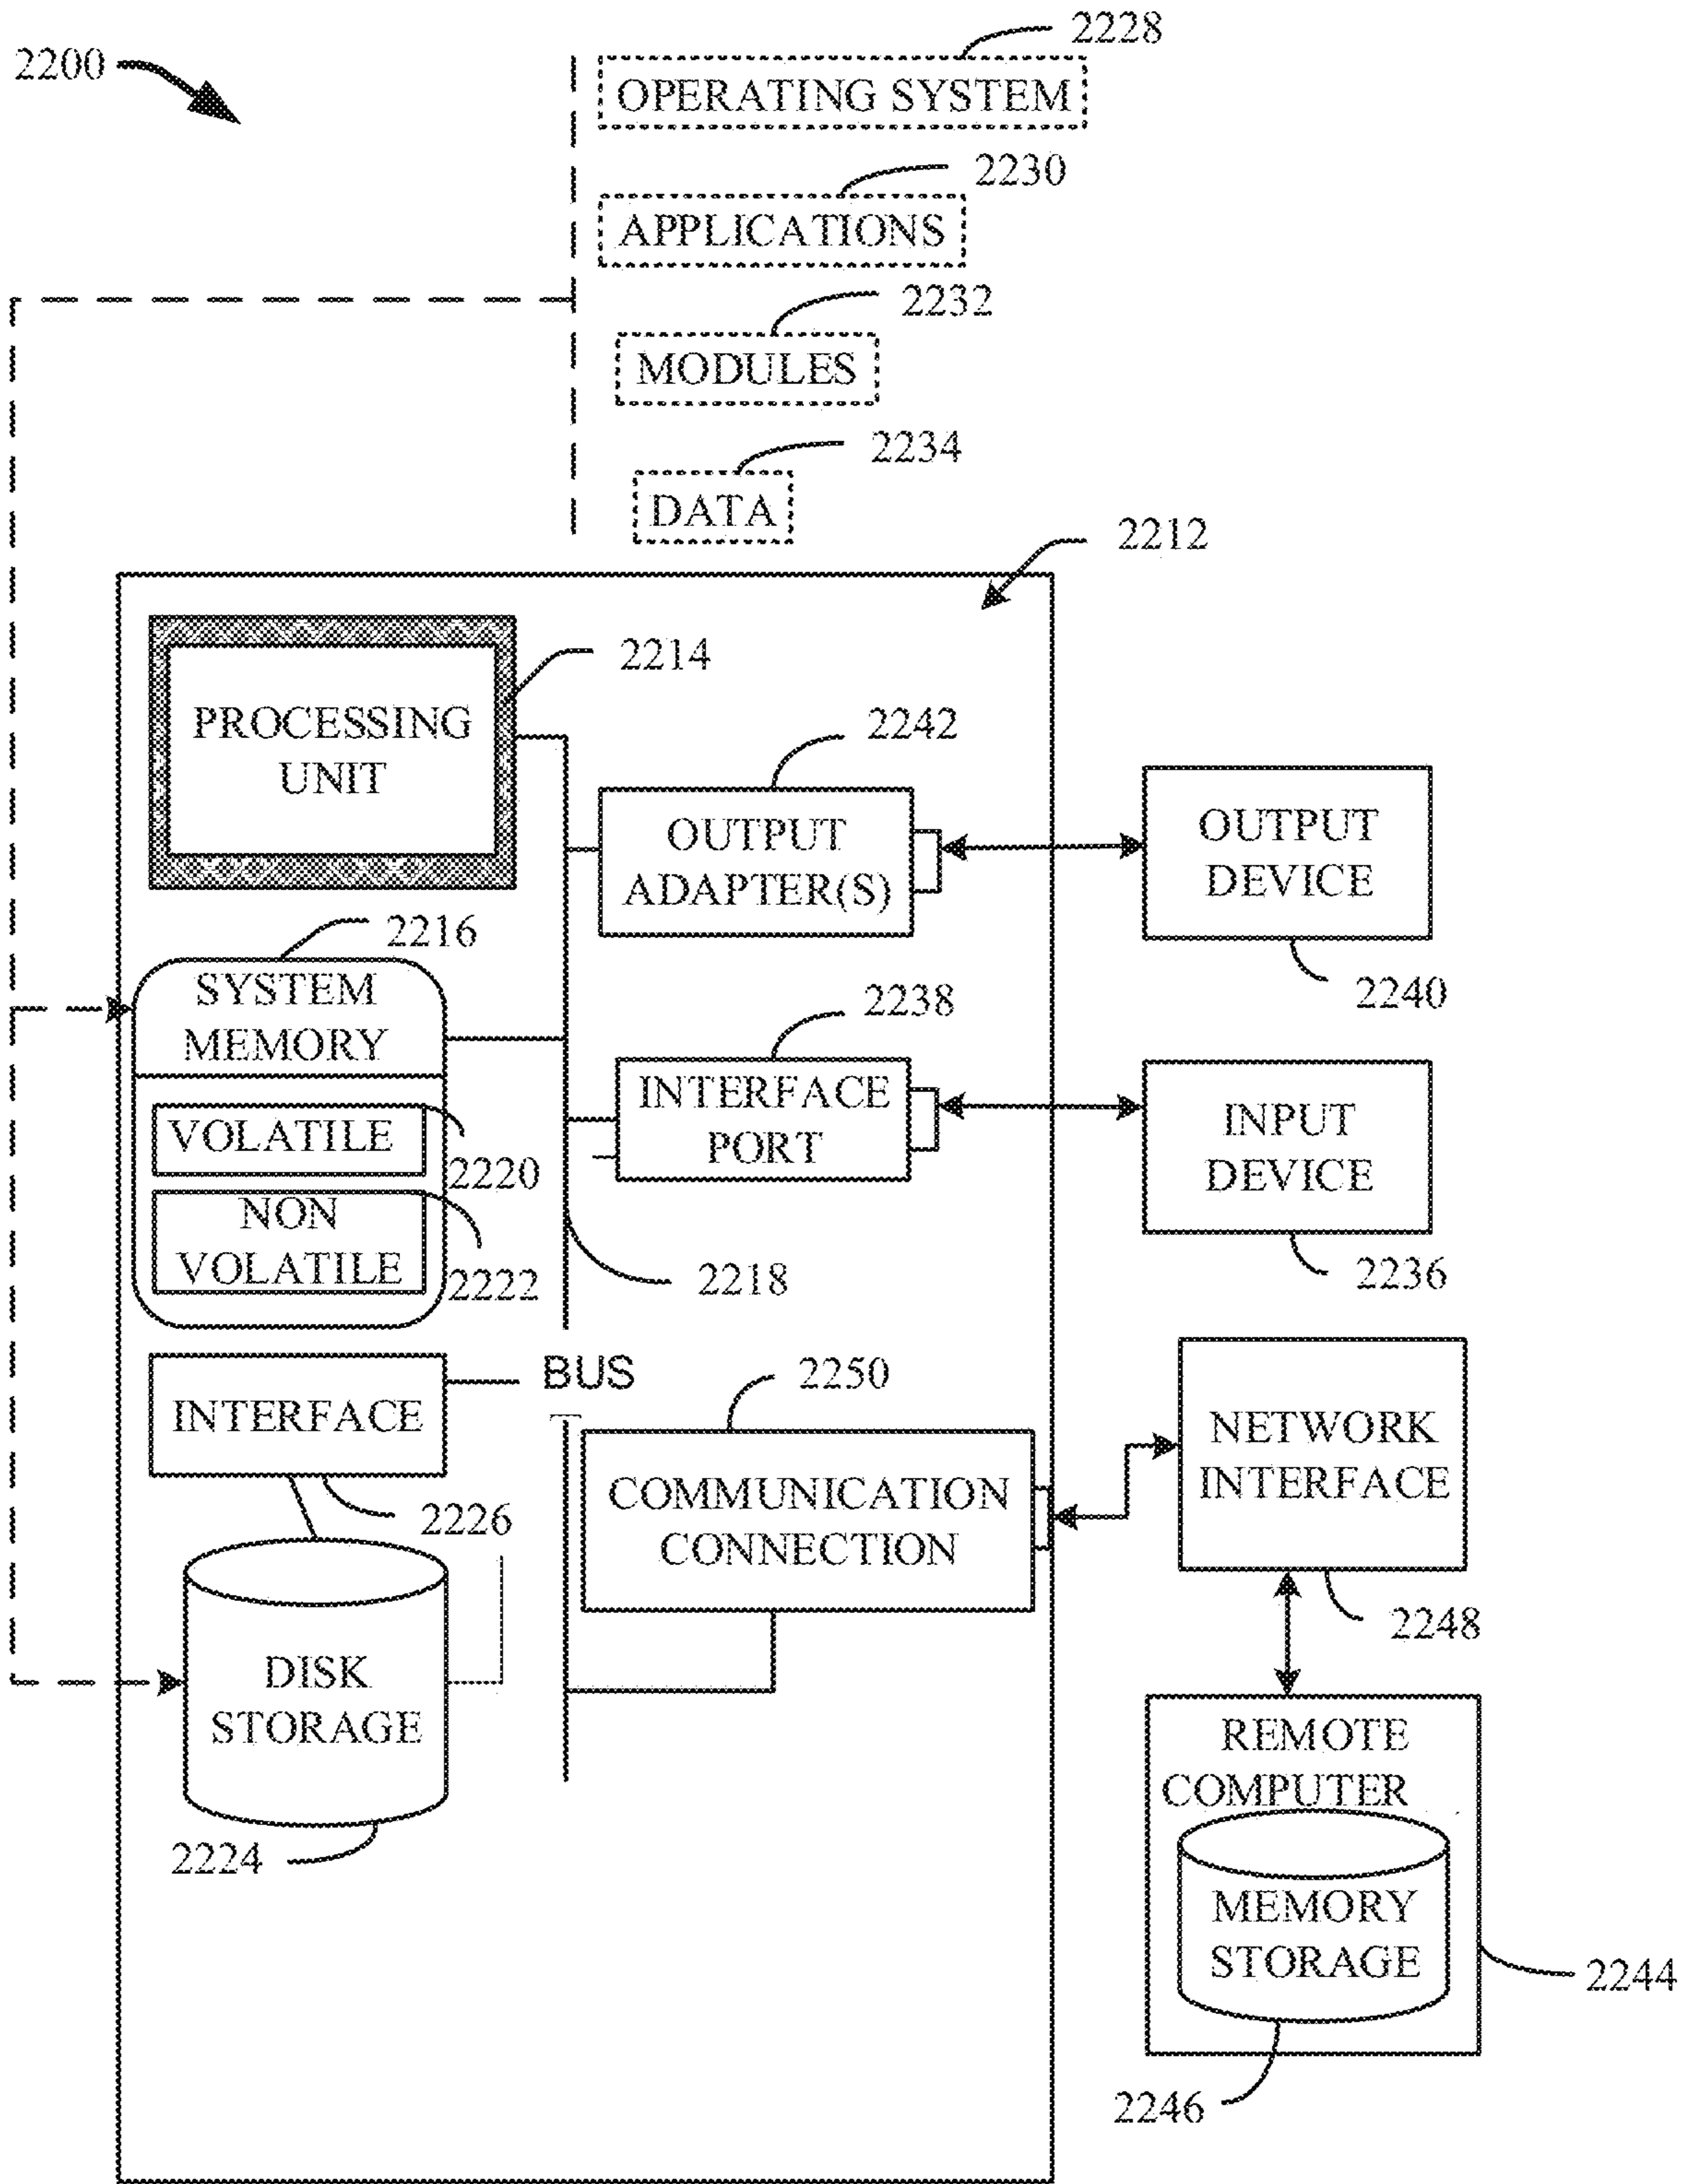 2200
2228
OPERATING SYSTEM
2230
APPLICATIONS
2232
MODULES
2234
DATA
2212
2214
PROCESSING
UNIT
2242
OUTPUT
ADAPTER(S)
OUTPUT
DEVICE
2240
2216
SYSTEM
MEMORY
VOLATILE
2220
NON
VOLATILE
2222
2238
INTERFACE
PORT
INPUT
DEVICE
2236
2218
BUS
INTERFACE
2226
2250
COMMUNICATION
CONNECTION
NETWORK
INTERFACE
2248
DISK
STORAGE
2224
REMOTE
COMPUTER
MEMORY
STORAGE
2244
2246